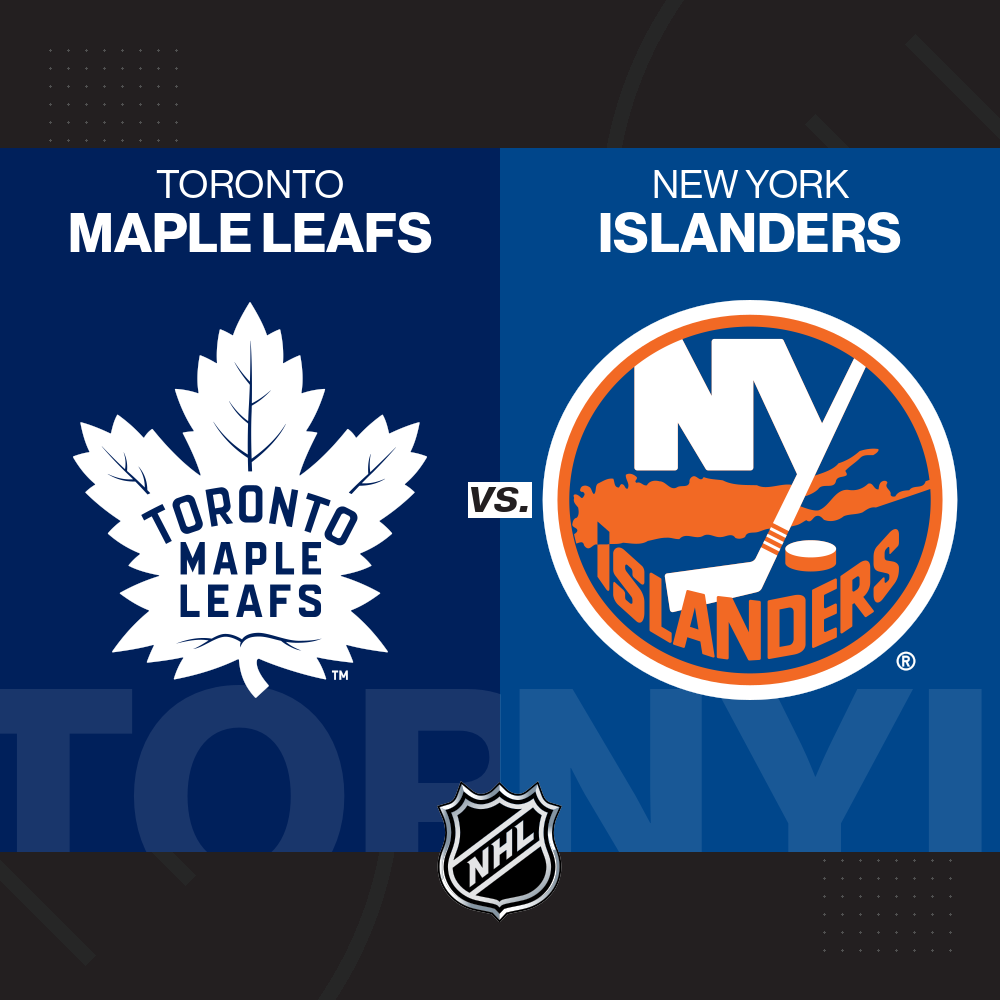 TORONTO
MAPLE LEAFS
NEW YORK
ISLANDERS
TORONTO
MAPLE
LEAFS
TM
VS.
NY
ISLANDERS
®
TOR
NYI
NHL